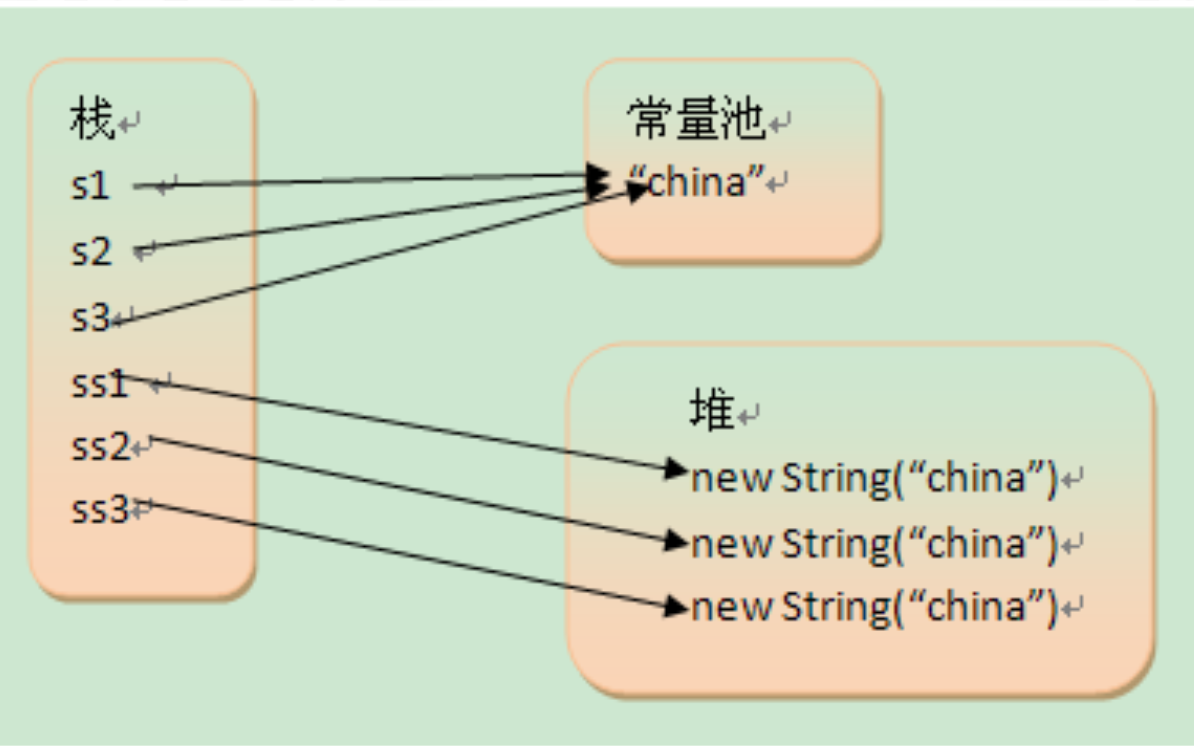 栈
s1
s2
s3
ss1
ss2
ss3
常量池
“china”
堆
new String(“china”)
new String(“china”)
new String(“china”)